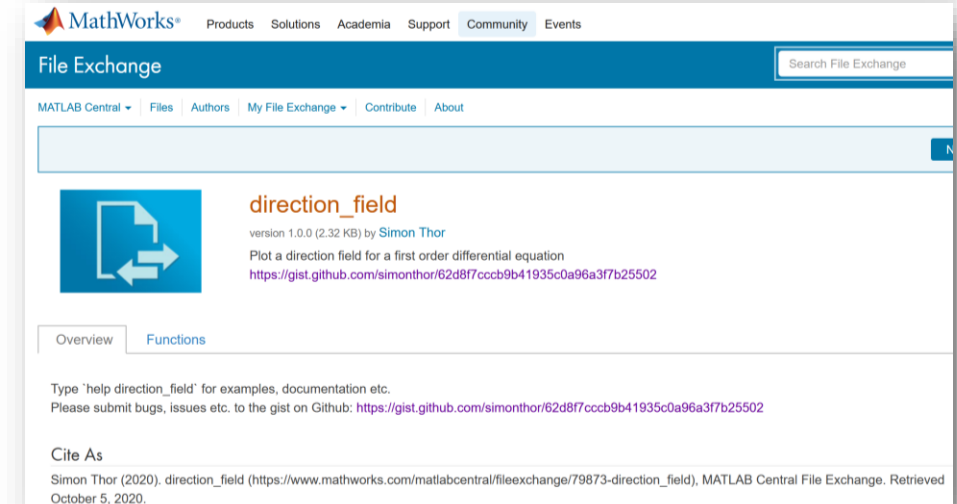 MathWorks® Products Solutions Academia Support Community Events
File Exchange Search File Exchange
MATLAB Central Files Authors My File Exchange Contribute About
direction_field
version 1.0.0 (2.32 KB) by Simon Thor
Plot a direction field for a first order differential equation
https://gist.github.com/simonthor/62d8f7cccb9b41935c0a96a3f7b25502
Overview Functions
Type `help direction_field` for examples, documentation etc.
Please submit bugs, issues etc. to the gist on Github: https://gist.github.com/simonthor/62d8f7cccb9b41935c0a96a3f7b25502
Cite As
Simon Thor (2020). direction_field (https://www.mathworks.com/matlabcentral/fileexchange/79873-direction_field), MATLAB Central File Exchange. Retrieved
October 5, 2020.